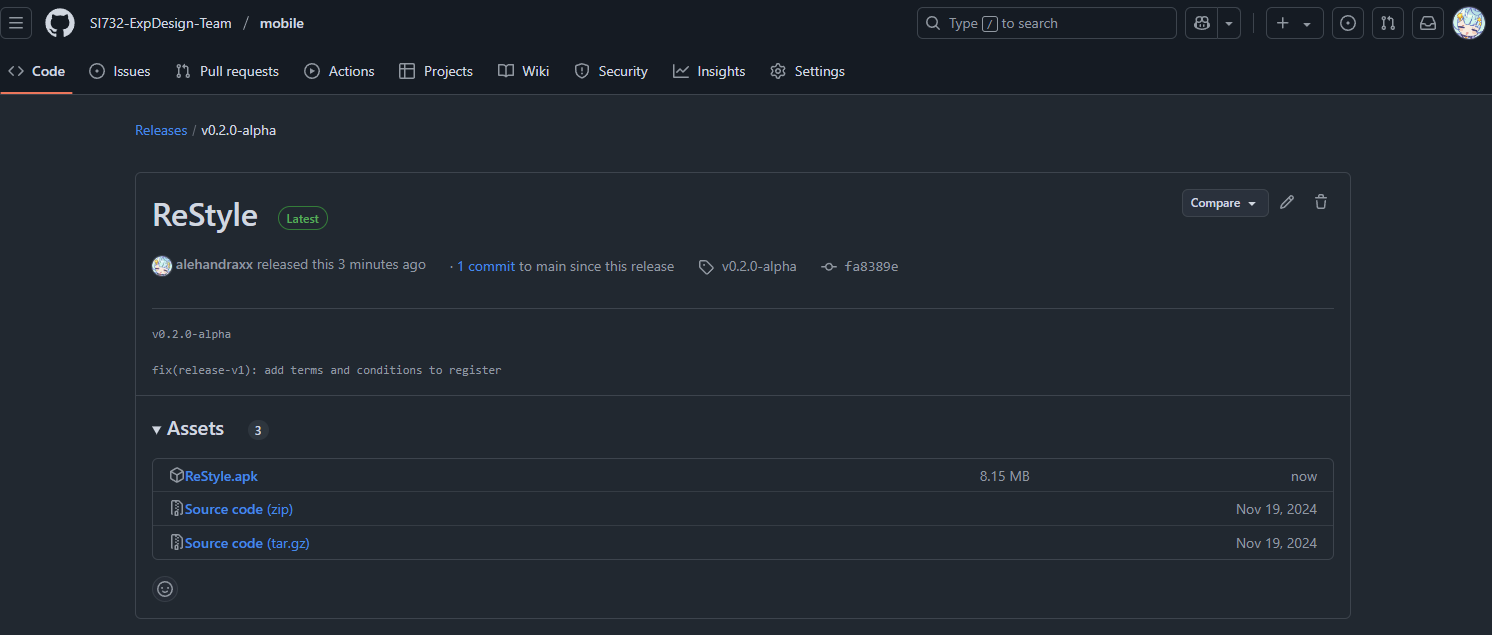 SI732-ExpDesign-Team / mobile Type / to search
Code Issues Pull requests Actions Projects Wiki Security Insights Settings
Releases / v0.2.0-alpha
ReStyle Latest Compare
alehandraxx released this 3 minutes ago · 1 commit to main since this release v0.2.0-alpha fa8389e
v0.2.0-alpha
fix(release-v1): add terms and conditions to register
Assets 3
ReStyle.apk 8.15 MB now
Source code (zip) Nov 19, 2024
Source code (tar.gz) Nov 19, 2024